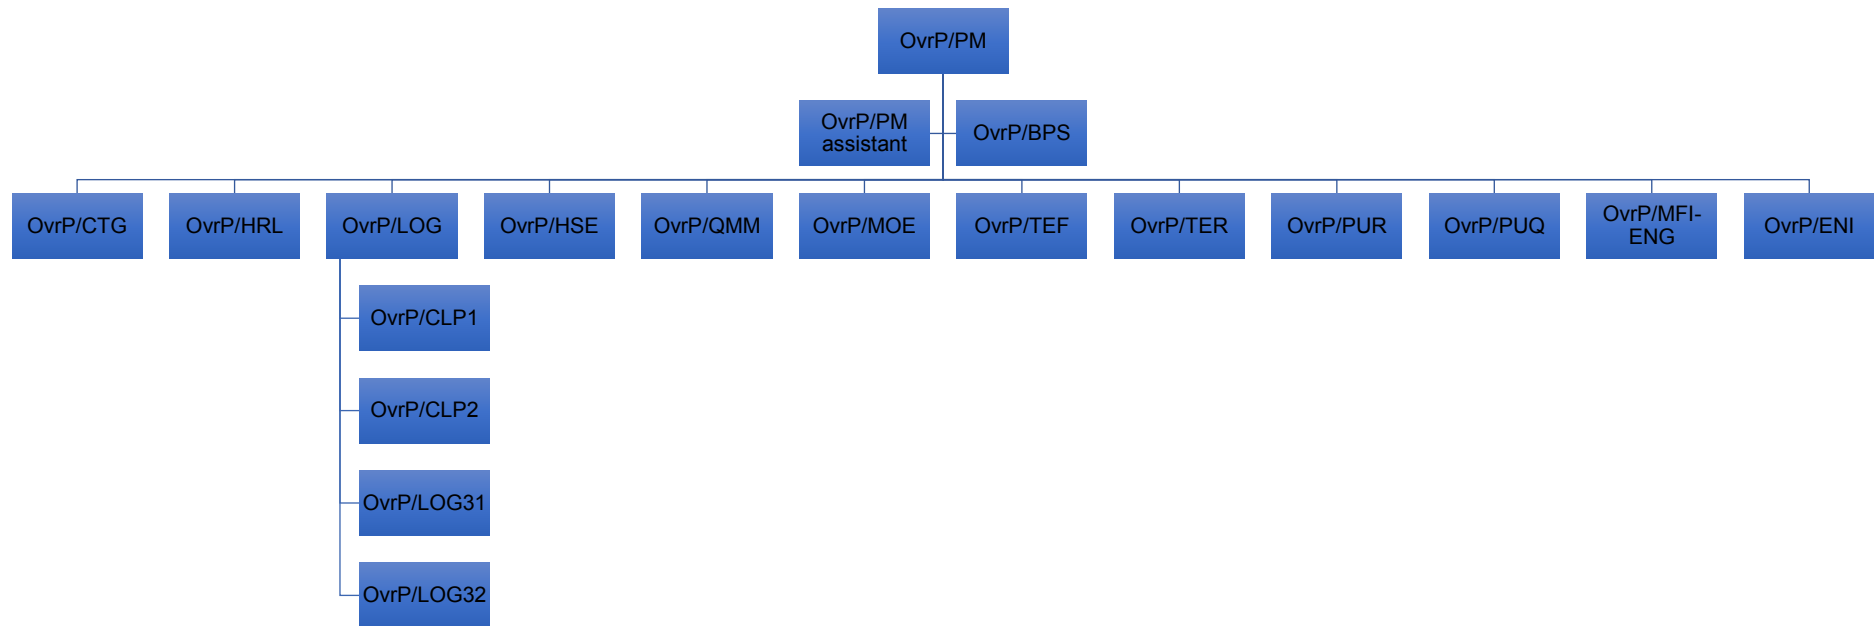 OvrP/PM
OvrP/PM
assistant
OvrP/BPS
OvrP/CTG
OvrP/HRL
OvrP/LOG
OvrP/HSE
OvrP/QMM
OvrP/MOE
OvrP/TEF
OvrP/TER
OvrP/PUR
OvrP/PUQ
OvrP/MFI-
ENG
OvrP/ENI
OvrP/CLP1
OvrP/CLP2
OvrP/LOG31
OvrP/LOG32